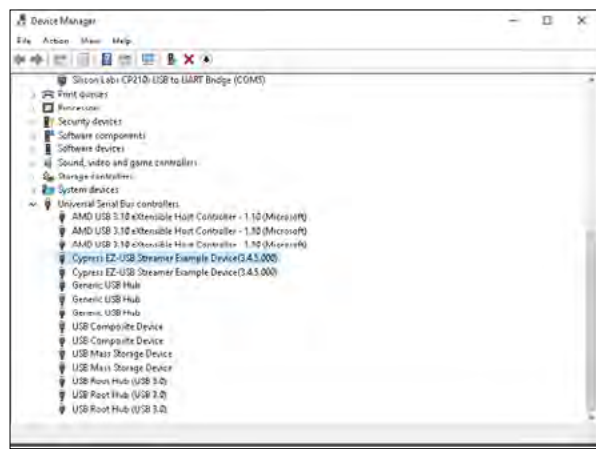 Device Manager
File Action View Help
Silicon Labs CP210x USB to UART Bridge (COM5)
Print queues
Processors
Security devices
Software components
Software devices
Sound, video and game controllers
Storage controllers
System devices
Universal Serial Bus controllers
AMD USB 3.10 eXtensible Host Controller - 1.10 (Microsoft)
AMD USB 3.10 eXtensible Host Controller - 1.10 (Microsoft)
AMD USB 3.10 eXtensible Host Controller - 1.10 (Microsoft)
Cypress EZ-USB Streamer Example Device(3.4.5.000)
Cypress EZ-USB Streamer Example Device(3.4.5.000)
Generic USB Hub
Generic USB Hub
Generic USB Hub
USB Composite Device
USB Composite Device
USB Mass Storage Device
USB Mass Storage Device
USB Root Hub (USB 3.0)
USB Root Hub (USB 3.0)
USB Root Hub (USB 3.0)